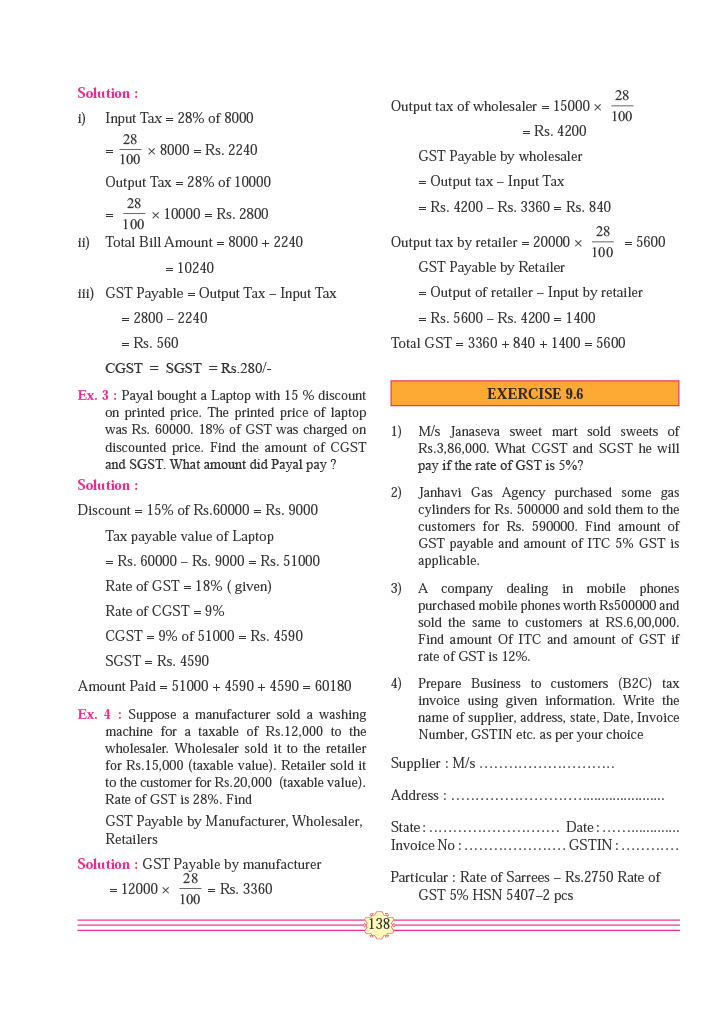 Solution :
i) Input Tax = 28% of 8000
= 28/100 × 8000 = Rs. 2240
Output Tax = 28% of 10000
= 28/100 × 10000 = Rs. 2800
ii) Total Bill Amount = 8000 + 2240
= 10240
iii) GST Payable = Output Tax – Input Tax
= 2800 – 2240
= Rs. 560
CGST = SGST = Rs.280/-
Ex. 3 : Payal bought a Laptop with 15 % discount
on printed price. The printed price of laptop
was Rs. 60000. 18% of GST was charged on
discounted price. Find the amount of CGST
and SGST. What amount did Payal pay ?
Solution :
Discount = 15% of Rs.60000 = Rs. 9000
Tax payable value of Laptop
= Rs. 60000 – Rs. 9000 = Rs. 51000
Rate of GST = 18% ( given)
Rate of CGST = 9%
CGST = 9% of 51000 = Rs. 4590
SGST = Rs. 4590
Amount Paid = 51000 + 4590 + 4590 = 60180
Ex. 4 : Suppose a manufacturer sold a washing
machine for a taxable of Rs.12,000 to the
wholesaler. Wholesaler sold it to the retailer
for Rs.15,000 (taxable value). Retailer sold it
to the customer for Rs.20,000 (taxable value).
Rate of GST is 28%. Find
GST Payable by Manufacturer, Wholesaler,
Retailers
Solution : GST Payable by manufacturer
= 12000 × 28/100 = Rs. 3360
Output tax of wholesaler = 15000 × 28/100
= Rs. 4200
GST Payable by wholesaler
= Output tax – Input Tax
= Rs. 4200 – Rs. 3360 = Rs. 840
Output tax by retailer = 20000 × 28/100 = 5600
GST Payable by Retailer
= Output of retailer – Input by retailer
= Rs. 5600 – Rs. 4200 = 1400
Total GST = 3360 + 840 + 1400 = 5600
EXERCISE 9.6
1) M/s Janaseva sweet mart sold sweets of
Rs.3,86,000. What CGST and SGST he will
pay if the rate of GST is 5%?
2) Janhavi Gas Agency purchased some gas
cylinders for Rs. 500000 and sold them to the
customers for Rs. 590000. Find amount of
GST payable and amount of ITC 5% GST is
applicable.
3) A company dealing in mobile phones
purchased mobile phones worth Rs500000 and
sold the same to customers at RS.6,00,000.
Find amount Of ITC and amount of GST if
rate of GST is 12%.
4) Prepare Business to customers (B2C) tax
invoice using given information. Write the
name of supplier, address, state, Date, Invoice
Number, GSTIN etc. as per your choice
Supplier : M/s ............................
Address : ................................................
State : ........................... Date : ...................
Invoice No : ..................... GSTIN : ............
Particular : Rate of Sarrees – Rs.2750 Rate of
GST 5% HSN 5407–2 pcs
138